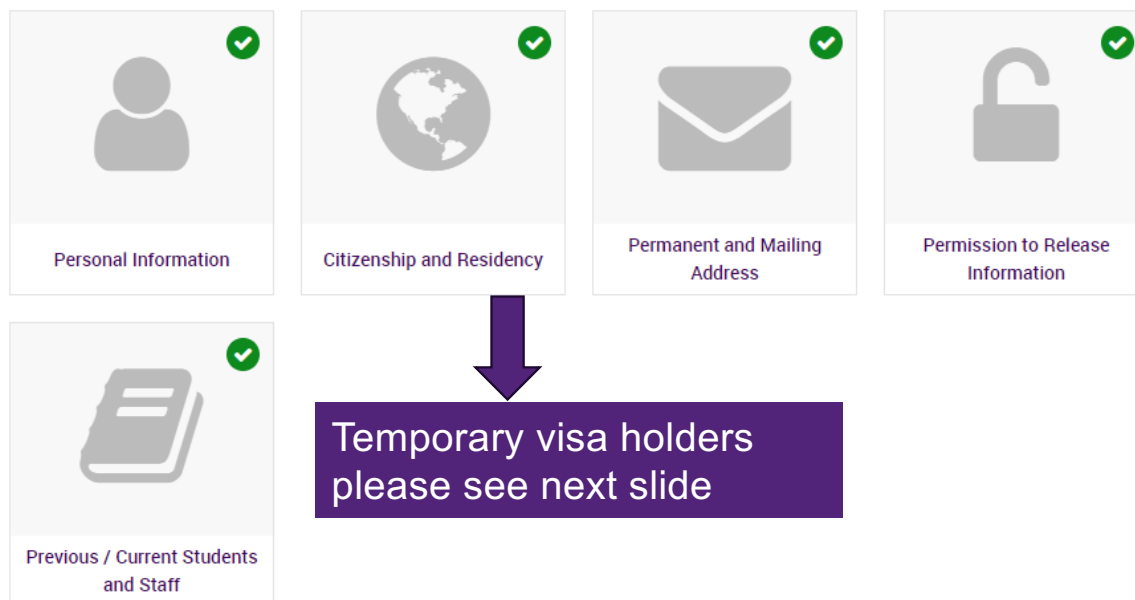 Personal Information
Citizenship and Residency
Permanent and Mailing
Address
Permission to Release
Information
Temporary visa holders
please see next slide
Previous / Current Students
and Staff